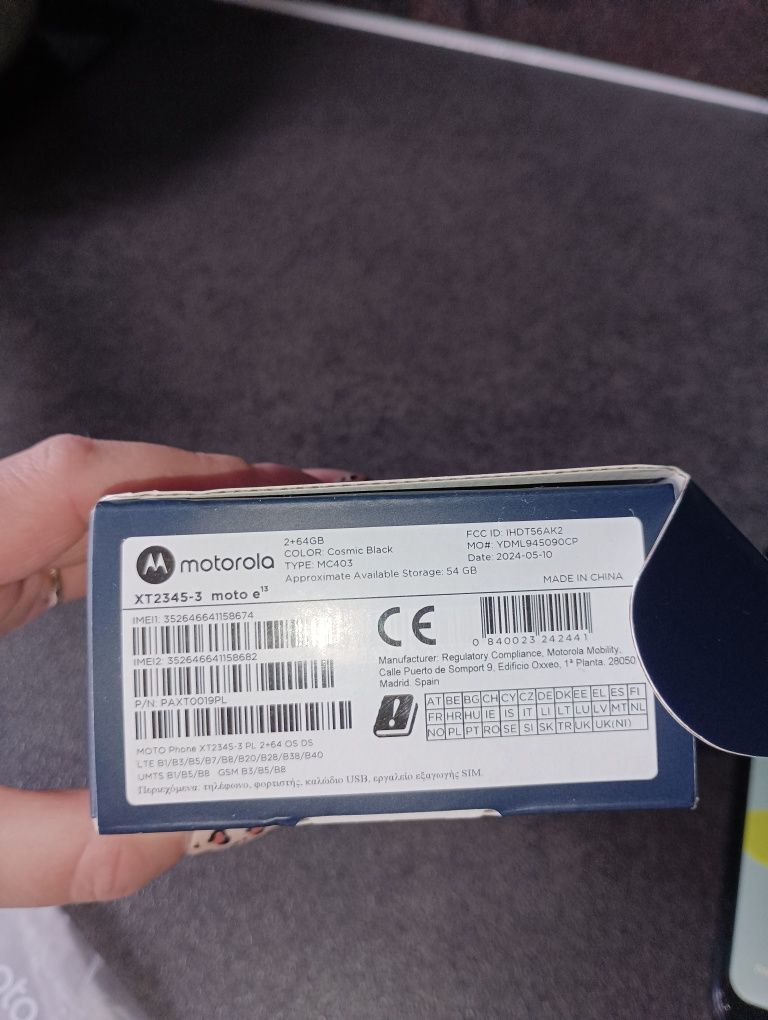 motorola
2+64GB
COLOR: Cosmic Black
TYPE: MC403
Approximate Available Storage: 54 GB
FCC ID: IHDT56AK2
MO#: YDML945090CP
Date: 2024-05-10
MADE IN CHINA
XT2345-3 moto e¹³
IMEI1: 352646641158674
IMEI2: 352646641158682
P/N: PAXT0019PL
CE
0 840023 242441
Manufacturer: Regulatory Compliance, Motorola Mobility,
Calle Puerto de Somport 9, Edificio Oxxeo, 1ª Planta. 28050
Madrid. Spain
AT BE BG CH CY CZ DE DK EE EL ES FI
FR HR HU IE IS IT LI LT LU LV MT NL
NO PL PT RO SE SI SK TR UK UK(NI)
MOTO Phone XT2345-3 PL 2+64 OS DS
LTE B1/B3/B5/B7/B8/B20/B28/B38/B40
UMTS B1/B5/B8 GSM B3/B5/B8
Περιεχόμενα: τηλέφωνο, φορτιστής, καλώδιο USB, εργαλείο εξαγωγής SIM.